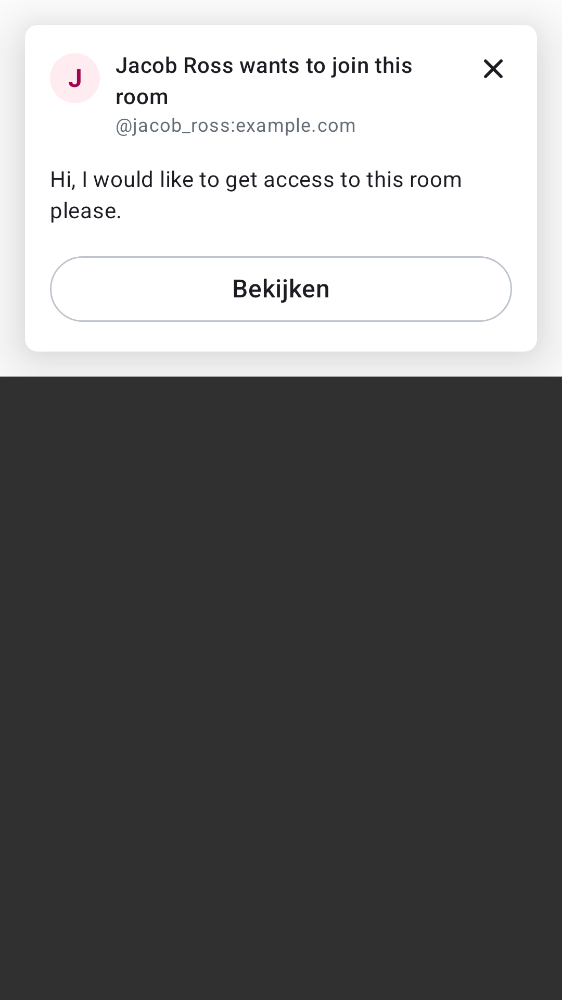 J
Jacob Ross wants to join this
room
@jacob_ross:example.com
Hi, I would like to get access to this room
please.
Bekijken